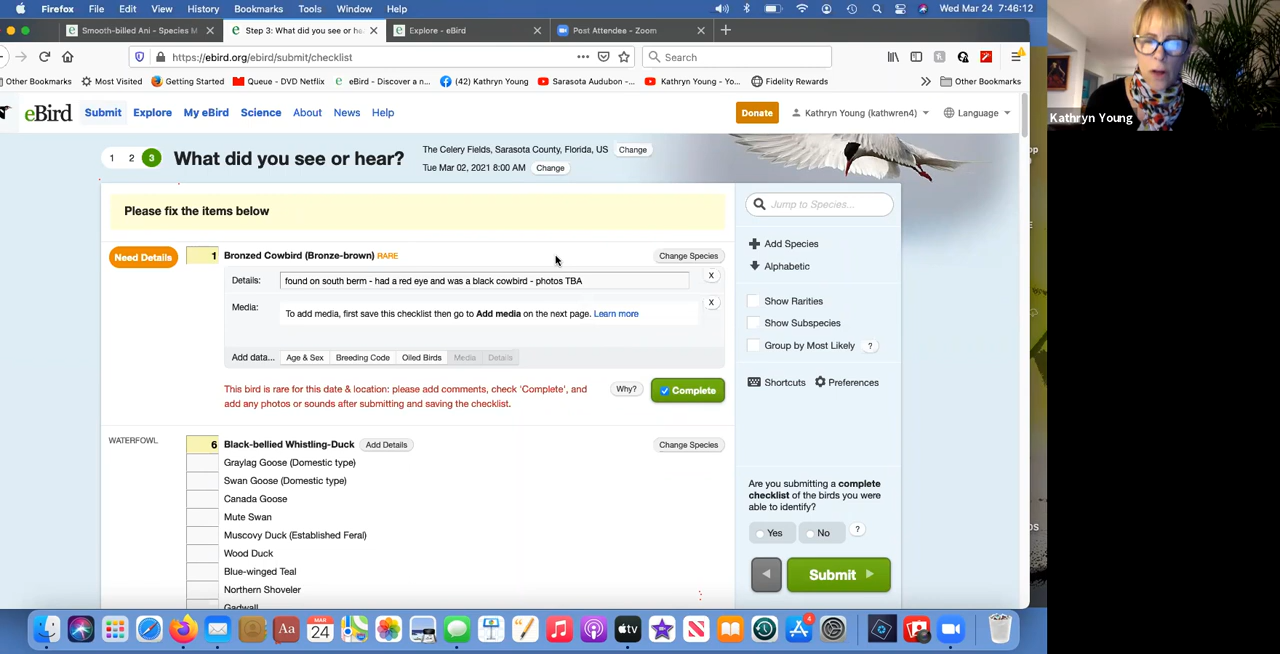 Firefox File Edit View History Bookmarks Tools Window Help Wed Mar 24 7:46:12
Smooth-billed Ani - Species M Step 3: What did you see or he Explore - eBird Post Attendee - Zoom
https://ebird.org/ebird/submit/checklist Search
Other Bookmarks Most Visited Getting Started Queue - DVD Netflix eBird - Discover a n... (42) Kathryn Young Sarasota Audubon -... Kathryn Young - Yo... Fidelity Rewards Other Bookmarks
eBird Submit Explore My eBird Science About News Help Donate Kathryn Young (kathwren4) Language
1 2 3 What did you see or hear?
The Celery Fields, Sarasota County, Florida, US Change
Tue Mar 02, 2021 8:00 AM Change
Please fix the items below
Need Details 1 Bronzed Cowbird (Bronze-brown) RARE Change Species
Details: found on south berm - had a red eye and was a black cowbird - photos TBA X
Media: To add media, first save this checklist then go to Add media on the next page. Learn more X
Add data... Age & Sex Breeding Code Oiled Birds Media Details
This bird is rare for this date & location: please add comments, check 'Complete', and
add any photos or sounds after submitting and saving the checklist.
Why? Complete
WATERFOWL 6 Black-bellied Whistling-Duck Add Details Change Species
Graylag Goose (Domestic type)
Swan Goose (Domestic type)
Canada Goose
Mute Swan
Muscovy Duck (Established Feral)
Wood Duck
Blue-winged Teal
Northern Shoveler
Gadwall
Jump to Species...
Add Species
Alphabetic
Show Rarities
Show Subspecies
Group by Most Likely ?
Shortcuts Preferences
Are you submitting a complete
checklist of the birds you were
able to identify?
Yes No ?
Submit
MAR
24
Aa
4
Kathryn Young